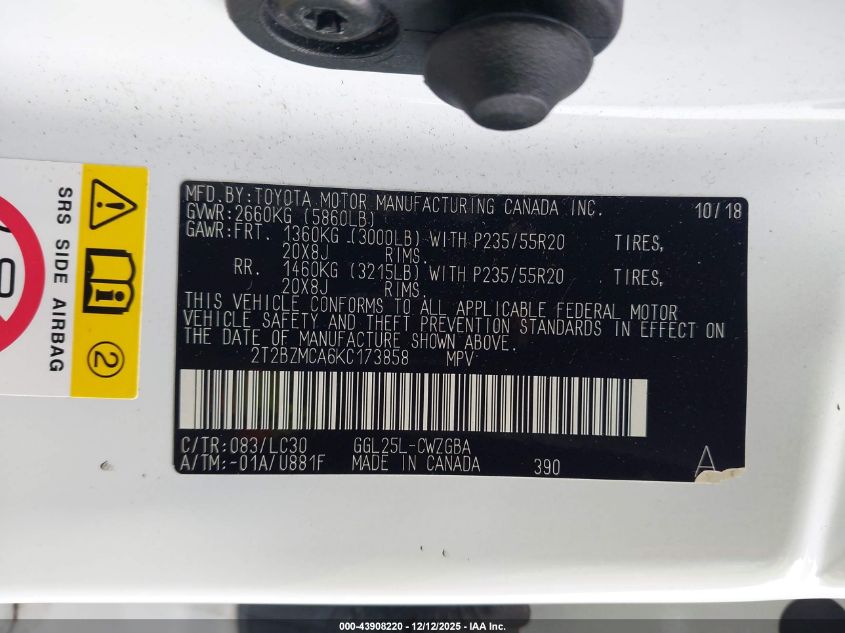 MFD.BY:TOYOTA MOTOR MANUFACTURING CANADA INC. 10/18
GVWR:2660KG (5860LB)
GAWR:FRT. 1360KG (3000LB) WITH P235/55R20 TIRES,
20X8J RIMS.
RR. 1460KG (3215LB) WITH P235/55R20 TIRES,
20X8J RIMS.
THIS VEHICLE CONFORMS TO ALL APPLICABLE FEDERAL MOTOR
VEHICLE SAFETY AND THEFT PREVENTION STANDARDS IN EFFECT ON
THE DATE OF MANUFACTURE SHOWN ABOVE.
2T2BZMCA6KC173858 MPV
C/TR:083/LC30 GGL25L-CWZGBA
A/TM:-01A/U881F MADE IN CANADA 390 A
SRS SIDE AIRBAG
2
000-43908220 - 12/12/2025 - IAA Inc.